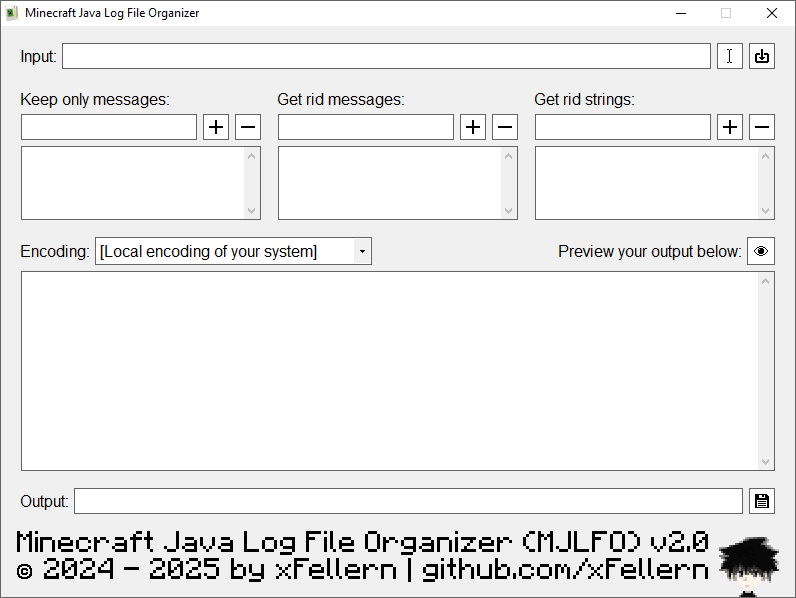 Minecraft Java Log File Organizer
Input:
Keep only messages: Get rid messages: Get rid strings:
Encoding: [Local encoding of your system] Preview your output below:
Output:
Minecraft Java Log File Organizer (MJLFO) v2.0
© 2024 - 2025 by xFellern | github.com/xFellern